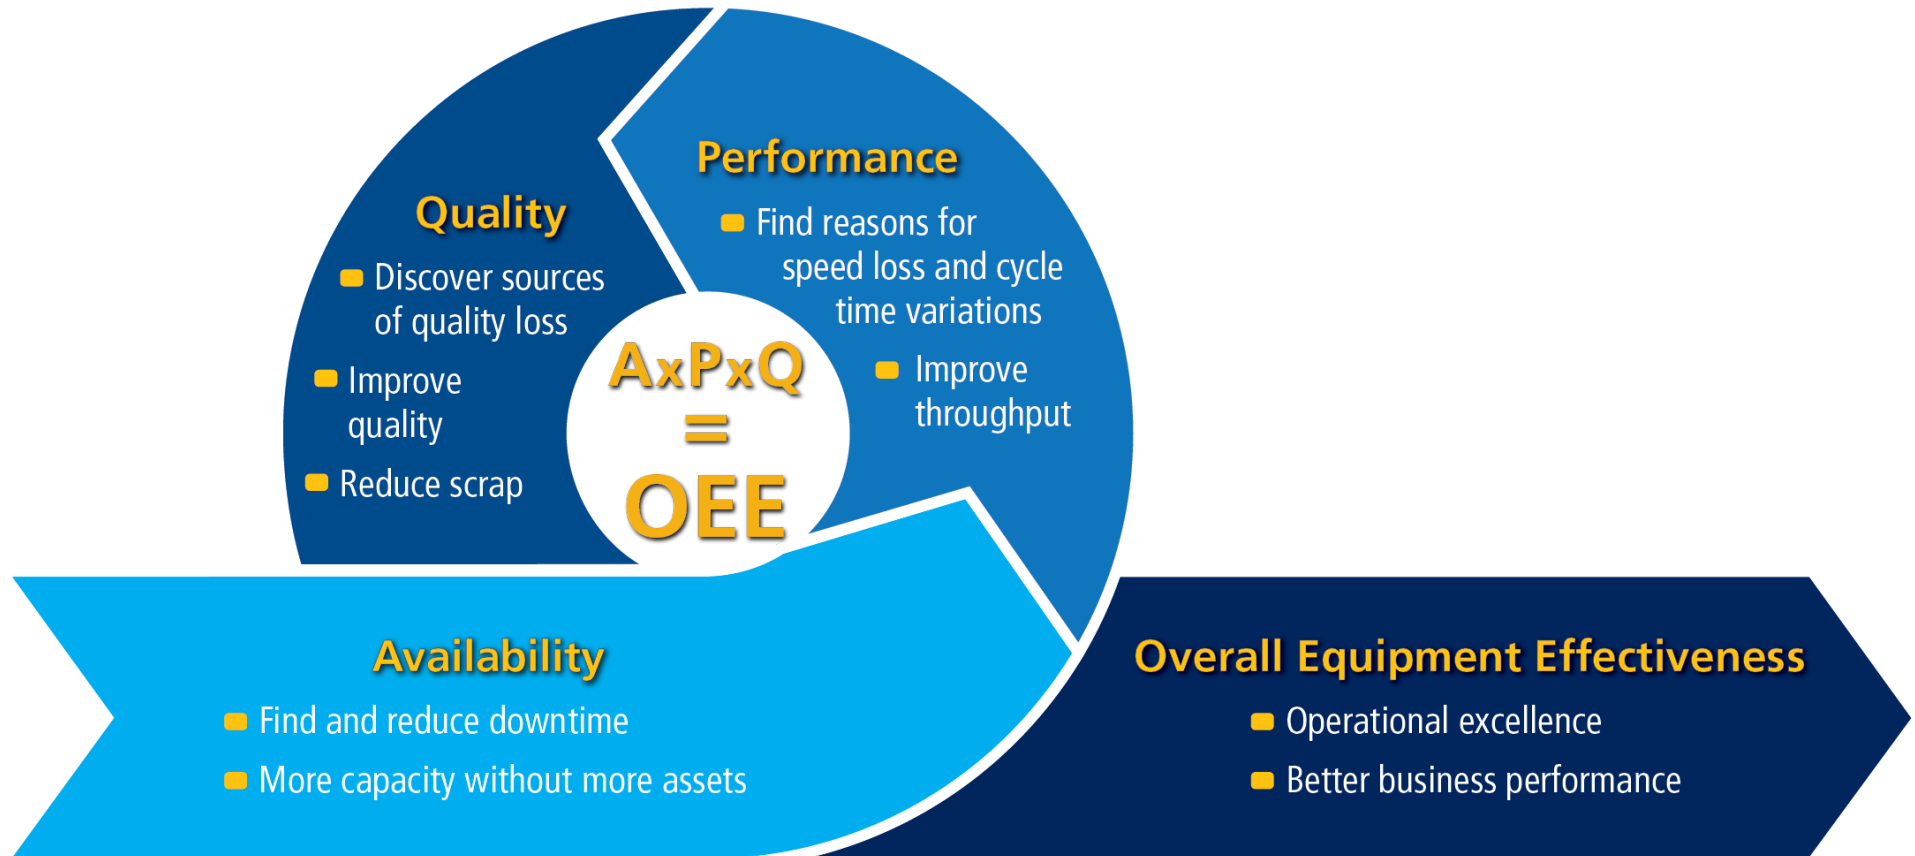 Quality
Discover sources
of quality loss
Improve
quality
Reduce scrap
Performance
Find reasons for
speed loss and cycle
time variations
Improve
throughput
AxPxQ
=
OEE
Availability
Find and reduce downtime
More capacity without more assets
Overall Equipment Effectiveness
Operational excellence
Better business performance